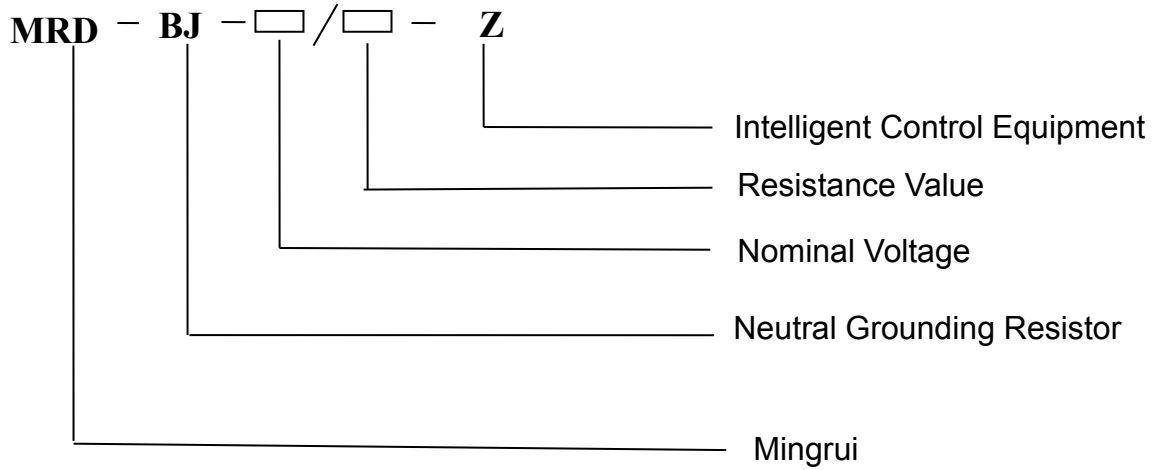 MRD - BJ - □ / □ - Z
Intelligent Control Equipment
Resistance Value
Nominal Voltage
Neutral Grounding Resistor
Mingrui